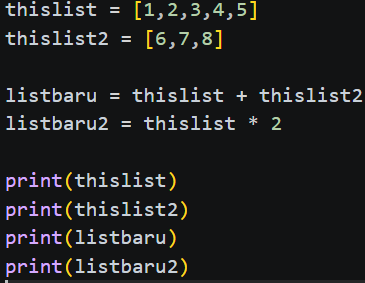 thislist = [1,2,3,4,5]
thislist2 = [6,7,8]
listbaru = thislist + thislist2
listbaru2 = thislist * 2
print(thislist)
print(thislist2)
print(listbaru)
print(listbaru2)